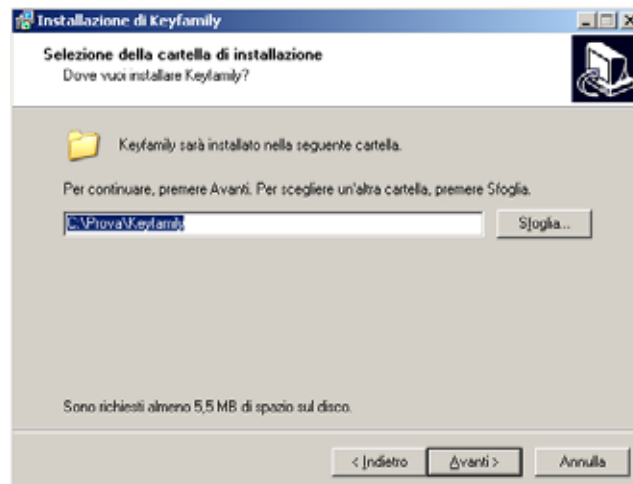 Installazione di Keyfamily
Selezione della cartella di installazione
Dove vuoi installare Keyfamily?
Keyfamily sarà installato nella seguente cartella.
Per continuare, premere Avanti. Per scegliere un'altra cartella, premere Sfoglia.
C:\Prova\Keyfamily
Sfoglia...
Sono richiesti almeno 5,5 MB di spazio sul disco.
< Indietro
Avanti >
Annulla